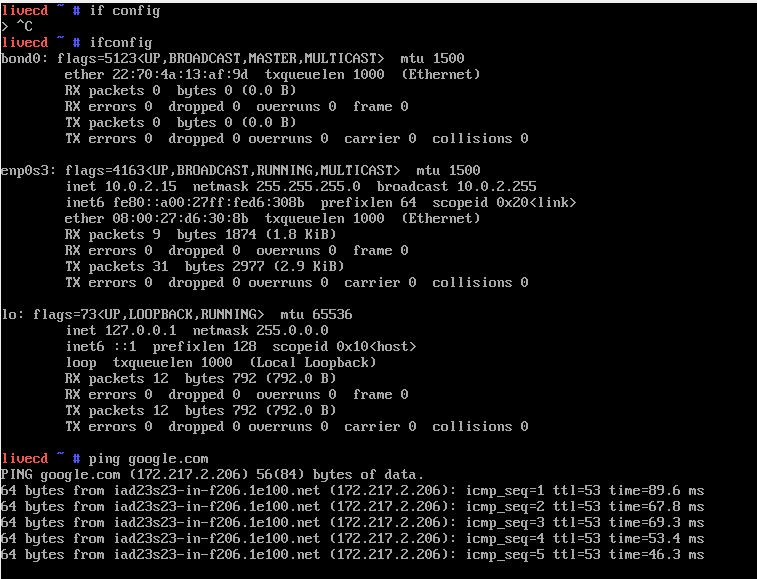 livecd ~ # if config
> ^C
livecd ~ # ifconfig
bond0: flags=5123<UP,BROADCAST,MASTER,MULTICAST>  mtu 1500
        ether 22:70:4a:13:af:9d  txqueuelen 1000  (Ethernet)
        RX packets 0  bytes 0 (0.0 B)
        RX errors 0  dropped 0  overruns 0  frame 0
        TX packets 0  bytes 0 (0.0 B)
        TX errors 0  dropped 0 overruns 0  carrier 0  collisions 0

enp0s3: flags=4163<UP,BROADCAST,RUNNING,MULTICAST>  mtu 1500
        inet 10.0.2.15  netmask 255.255.255.0  broadcast 10.0.2.255
        inet6 fe80::a00:27ff:fed6:308b  prefixlen 64  scopeid 0x20<link>
        ether 08:00:27:d6:30:8b  txqueuelen 1000  (Ethernet)
        RX packets 9  bytes 1874 (1.8 KiB)
        RX errors 0  dropped 0  overruns 0  frame 0
        TX packets 31  bytes 2977 (2.9 KiB)
        TX errors 0  dropped 0 overruns 0  carrier 0  collisions 0

lo: flags=73<UP,LOOPBACK,RUNNING>  mtu 65536
        inet 127.0.0.1  netmask 255.0.0.0
        inet6 ::1  prefixlen 128  scopeid 0x10<host>
        loop  txqueuelen 1000  (Local Loopback)
        RX packets 12  bytes 792 (792.0 B)
        RX errors 0  dropped 0  overruns 0  frame 0
        TX packets 12  bytes 792 (792.0 B)
        TX errors 0  dropped 0 overruns 0  carrier 0  collisions 0

livecd ~ # ping google.com
PING google.com (172.217.2.206) 56(84) bytes of data.
64 bytes from iad23s23-in-f206.1e100.net (172.217.2.206): icmp_seq=1 ttl=53 time=89.6 ms
64 bytes from iad23s23-in-f206.1e100.net (172.217.2.206): icmp_seq=2 ttl=53 time=67.8 ms
64 bytes from iad23s23-in-f206.1e100.net (172.217.2.206): icmp_seq=3 ttl=53 time=69.3 ms
64 bytes from iad23s23-in-f206.1e100.net (172.217.2.206): icmp_seq=4 ttl=53 time=53.4 ms
64 bytes from iad23s23-in-f206.1e100.net (172.217.2.206): icmp_seq=5 ttl=53 time=46.3 ms